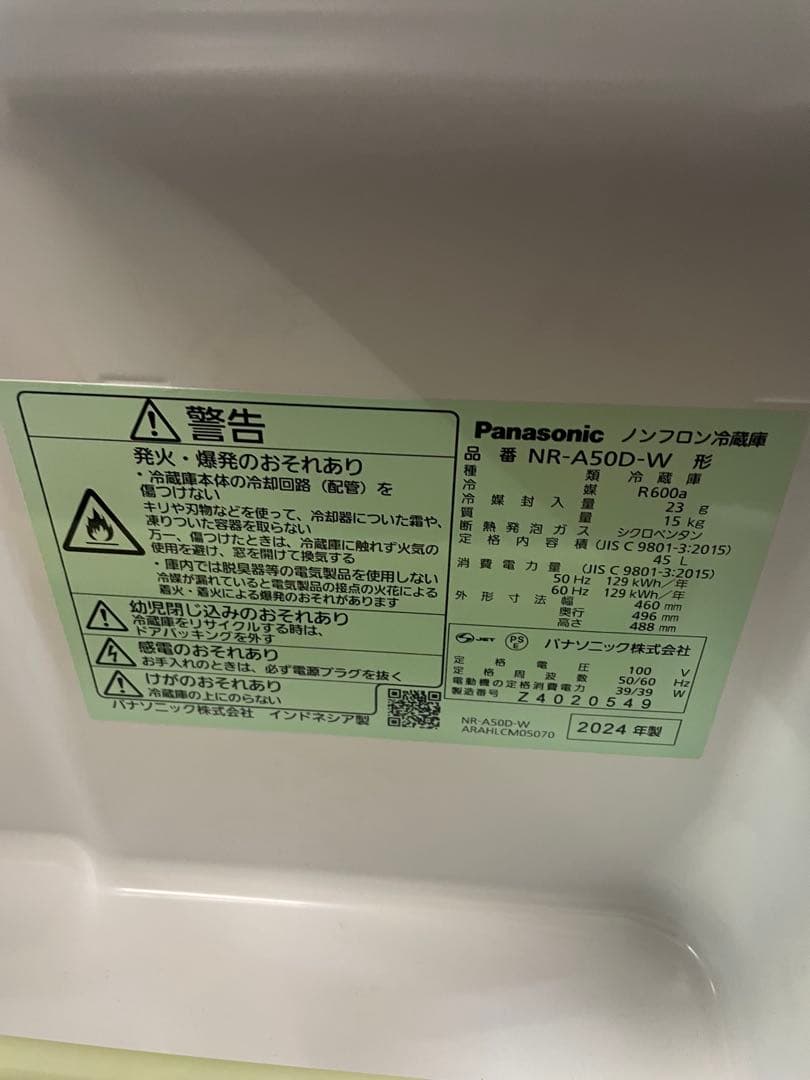 警告
発火・爆発のおそれあり
・冷蔵庫本体の冷却回路（配管）を
傷つけない
キリや刃物などを使って、冷却器についた霜や、
凍りついた容器を取らない
万一、傷つけたときは、冷蔵庫に触れず火気の
使用を避け、窓を開けて換気する
・庫内では脱臭器等の電気製品を使用しない
冷媒が漏れていると電気製品の接点の火花による
着火・着火による爆発のおそれがあります
幼児閉じ込みのおそれあり
冷蔵庫をリサイクルする時は、
ドアパッキングを外す
感電のおそれあり
お手入れのときは、必ず電源プラグを抜く
けがのおそれあり
冷蔵庫の上にのらない
パナソニック株式会社 インドネシア製
Panasonic ノンフロン冷蔵庫
品番 NR-A50D-W 形
種類 冷蔵庫
冷媒 R600a
冷媒封入量 23 g
質量 15 kg
断熱発泡ガス シクロペンタン
定格内容積 (JIS C 9801-3:2015)
45 L
消費電力量 (JIS C 9801-3:2015)
50 Hz 129 kWh／年
60 Hz 129 kWh／年
外形寸法 幅 460 mm
奥行 496 mm
高さ 488 mm
S JET PS E パナソニック株式会社
定格電圧 100 V
定格周波数 50/60 Hz
電動機の定格消費電力 39/39 W
製造番号 Z4020549
NR-A50D-W
ARAHLCM05070
2024 年製